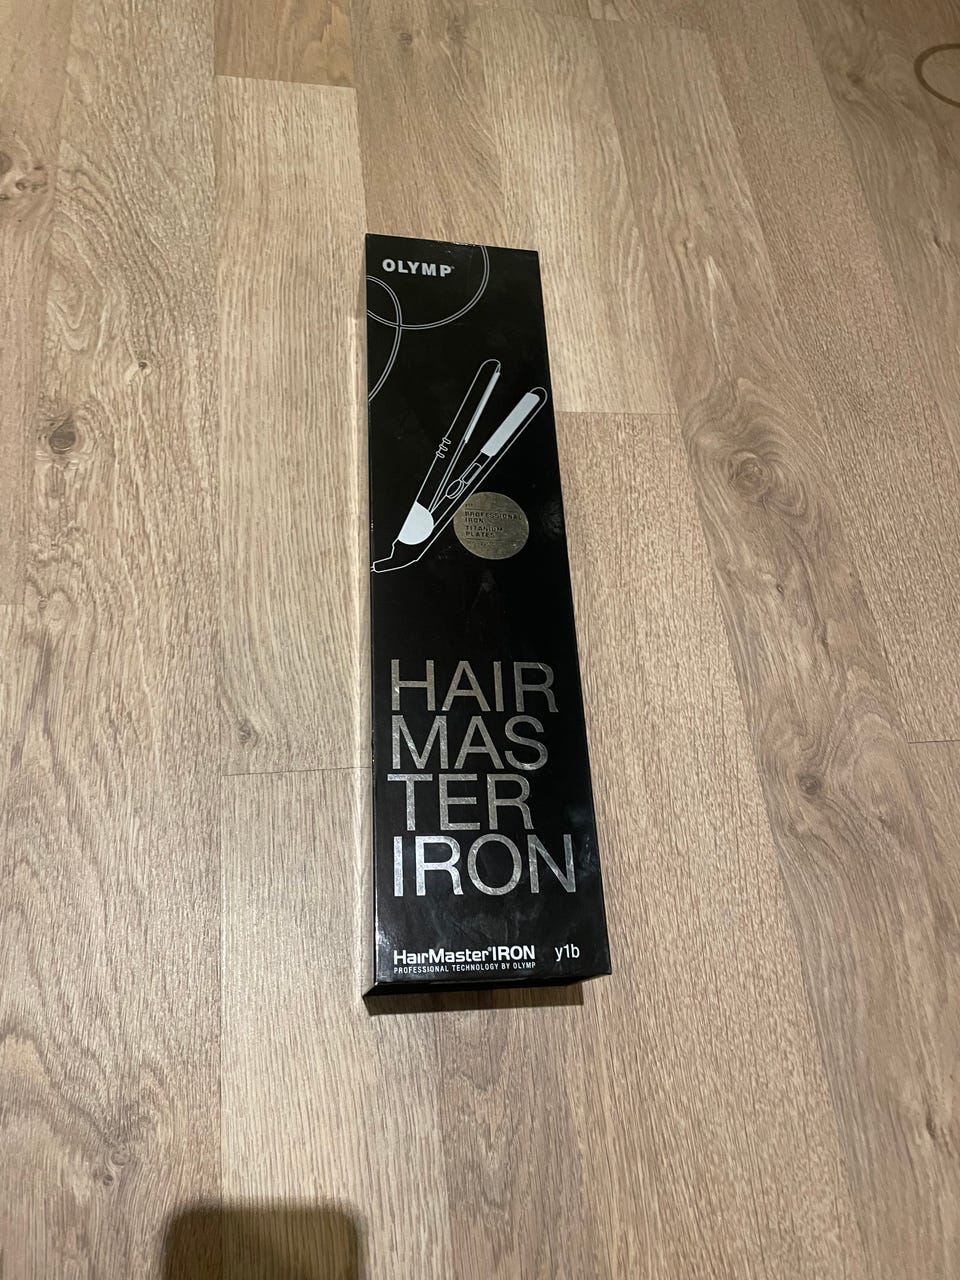 OLYMP
PROFESSIONAL
IRON
TITANIUM
PLATES
HAIR
MAS
TER
IRON
HairMaster®IRON y1b
PROFESSIONAL TECHNOLOGY BY OLYMP